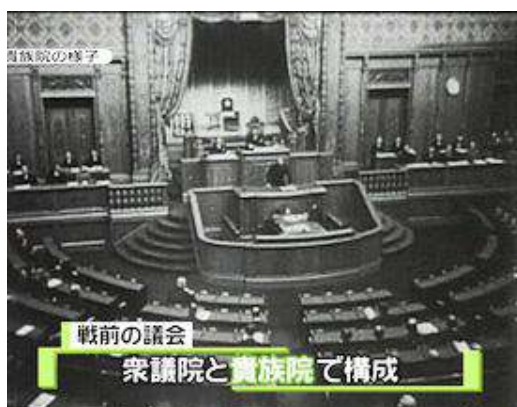 貴族院の様子
戦前の議会
衆議院と貴族院で構成